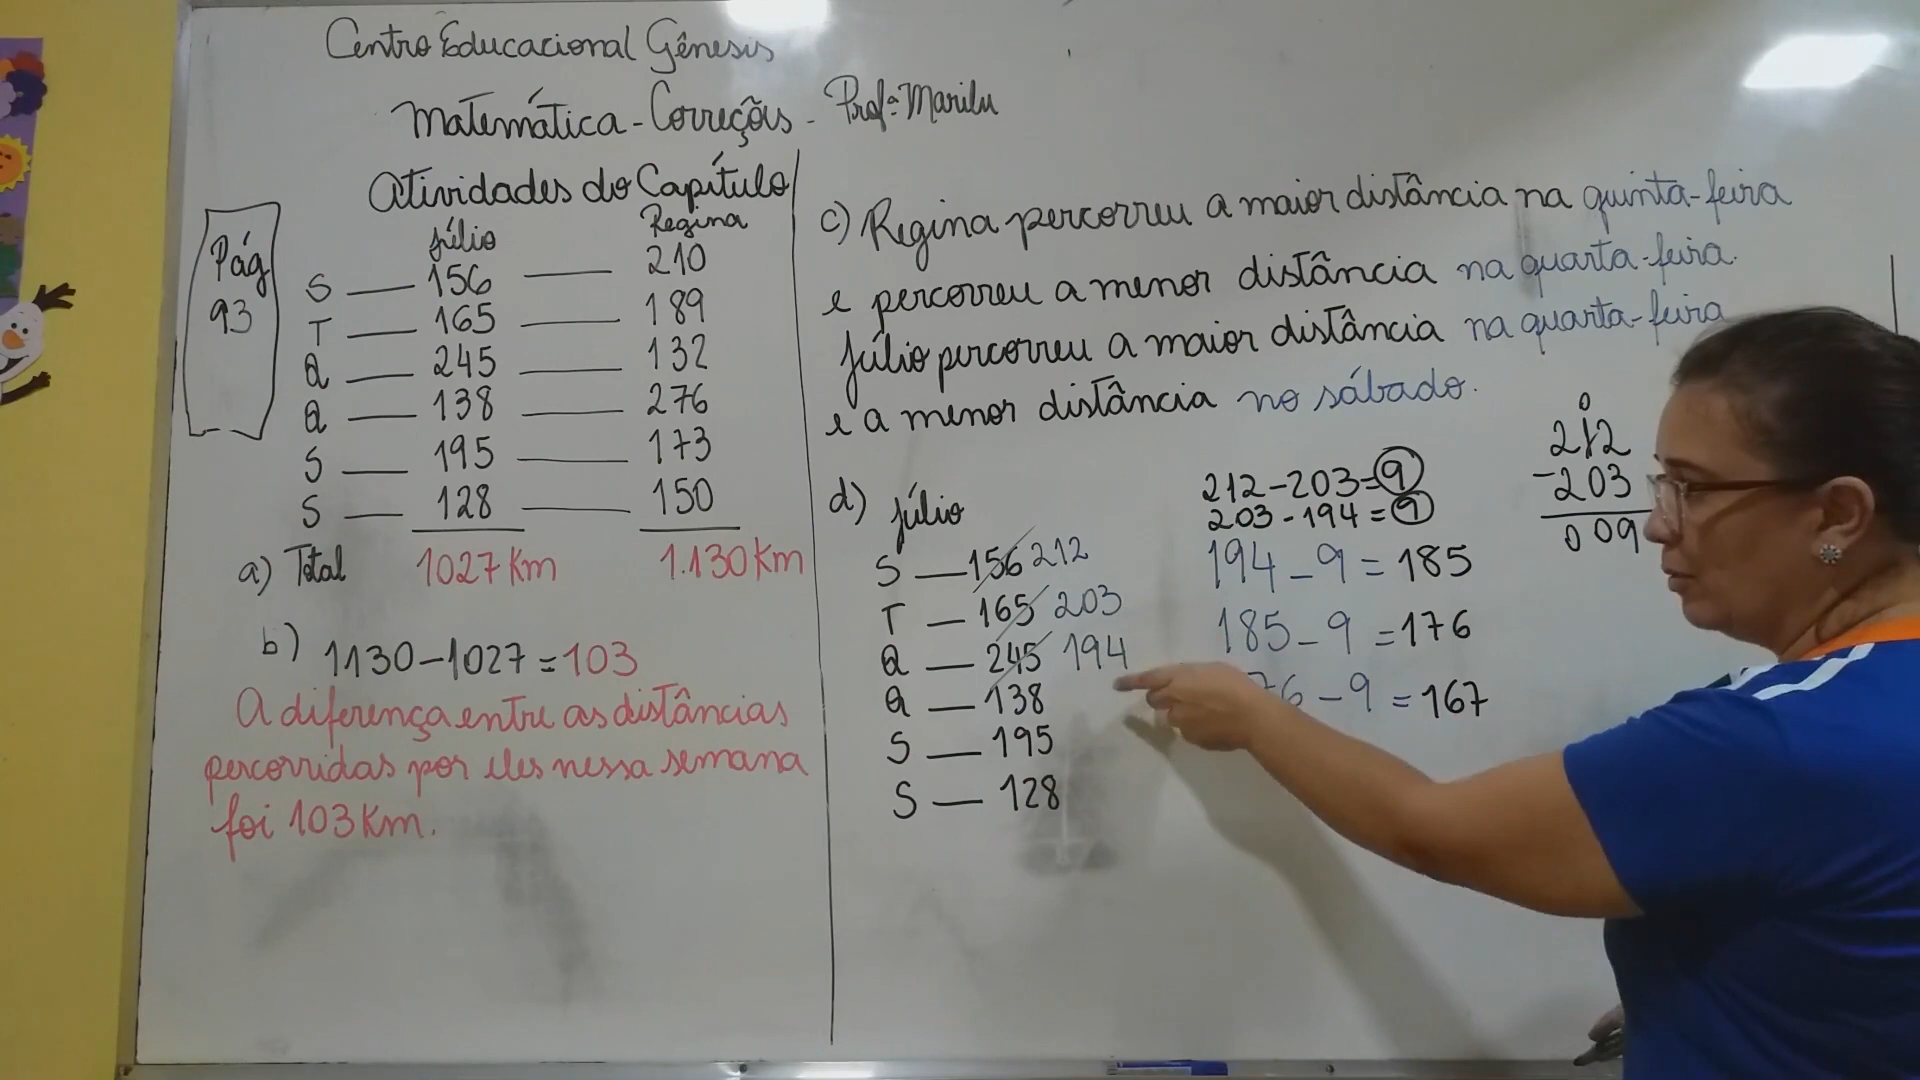 Centro Educacional Gênesis
Matemática - Correções - Profª Marilu
Atividades do Capítulo
Pág 93
Júlio Regina
S — 156 — 210
T — 165 — 189
Q — 245 — 132
Q — 138 — 276
S — 195 — 173
S — 128 — 150
a) Total 1027 Km 1.130 Km
b) 1130 - 1027 = 103
A diferença entre as distâncias
percorridas por eles nessa semana
foi 103 Km.
c) Regina percorreu a maior distância na quinta-feira
e percorreu a menor distância na quarta-feira.
Júlio percorreu a maior distância na quarta-feira
e a menor distância no sábado.
d) Júlio
S — 156 212
T — 165 203
Q — 245 194
Q — 138
S — 195
S — 128
212 - 203 = 9
203 - 194 = 9
194 - 9 = 185
185 - 9 = 176
76 - 9 = 167
0
212
-203
009